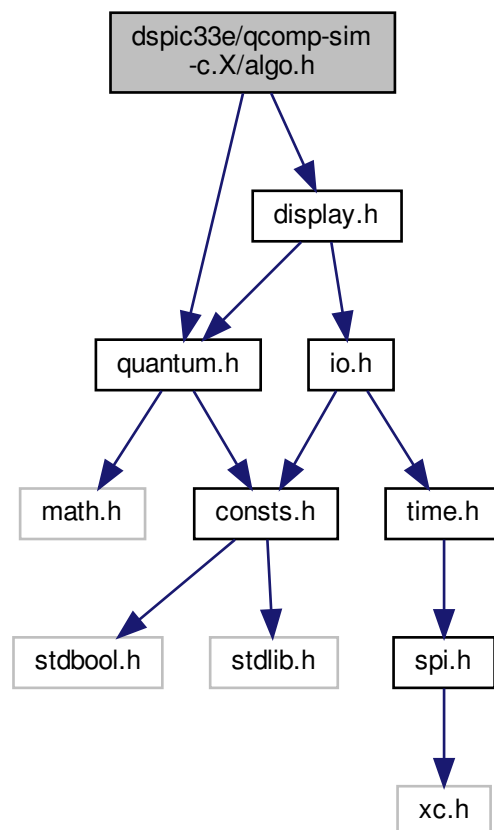 dspic33e/qcomp-sim
-c.X/algo.h
display.h
quantum.h
io.h
math.h
consts.h
time.h
stdbool.h
stdlib.h
spi.h
xc.h